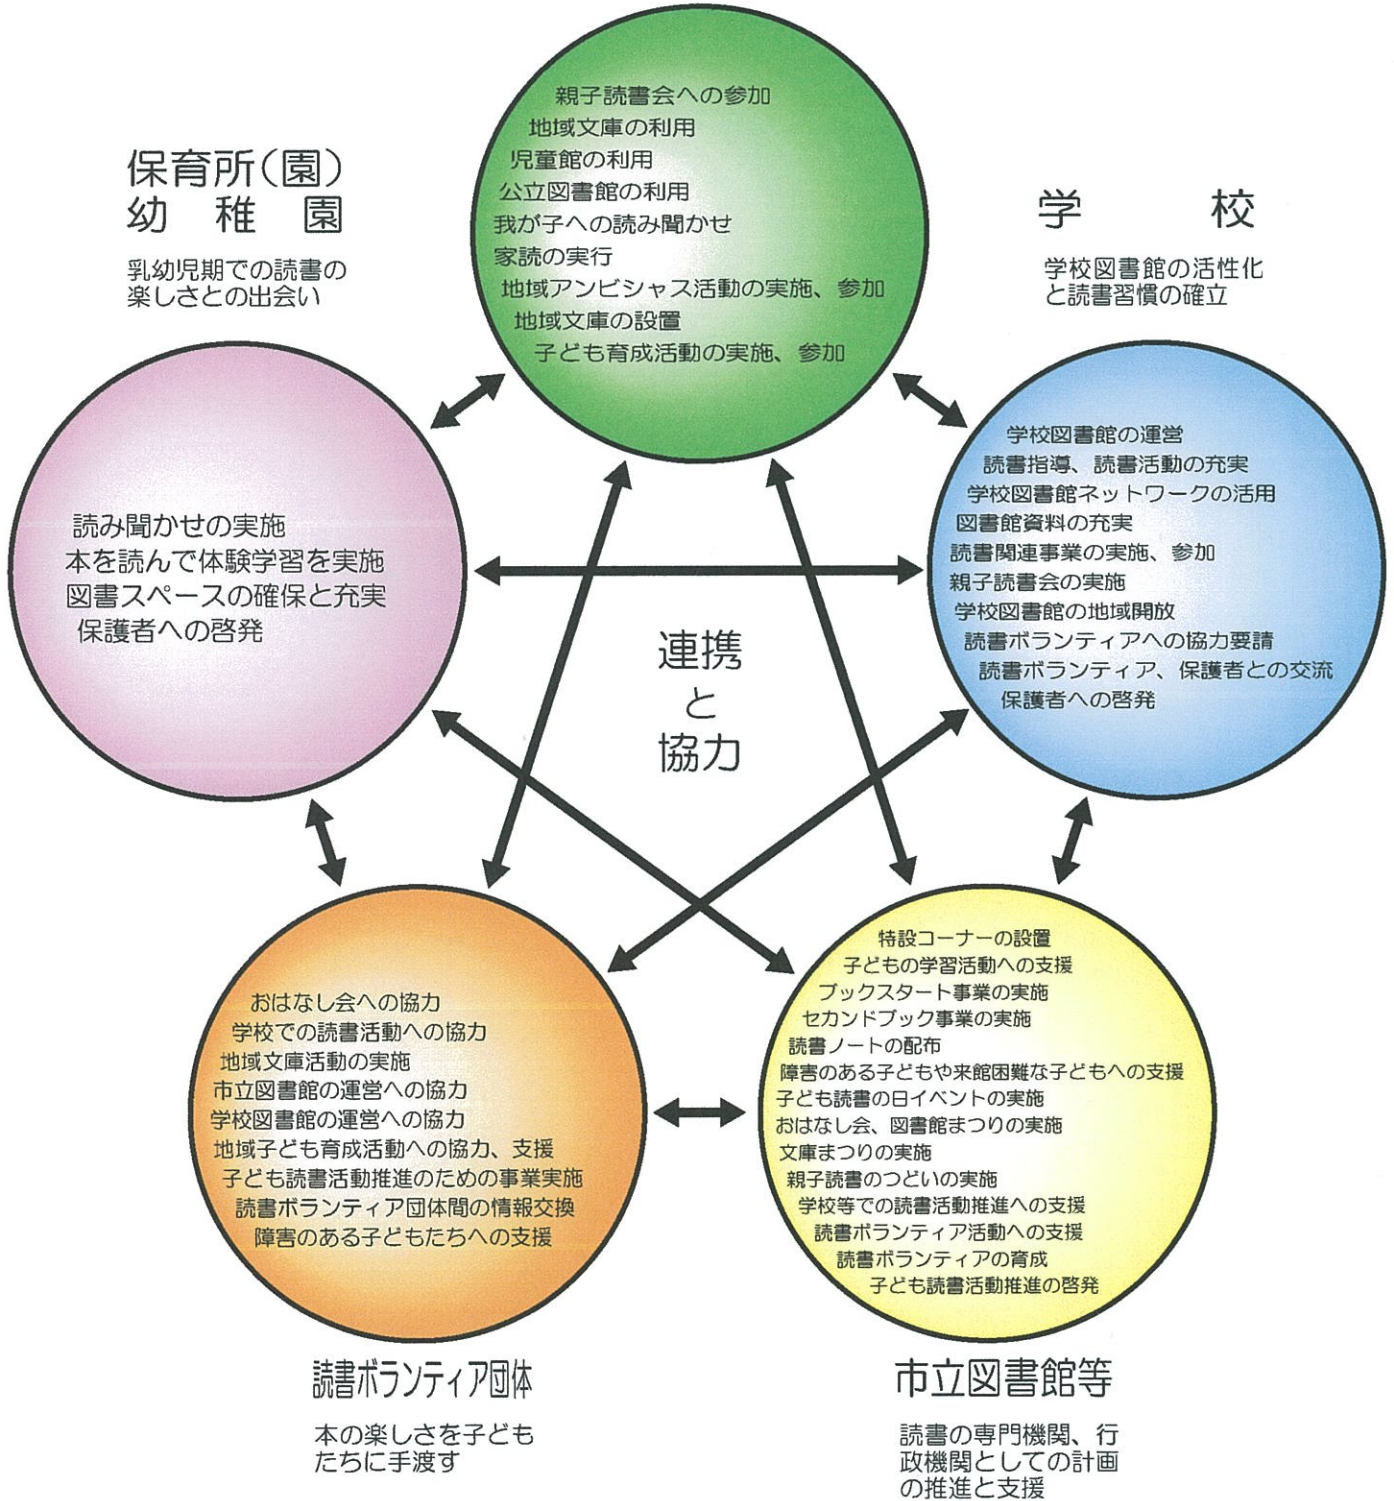 親子読書会への参加
地域文庫の利用
児童館の利用
公立図書館の利用
我が子への読み聞かせ
家読の実行
地域アンビシャス活動の実施、参加
地域文庫の設置
子ども育成活動の実施、参加
保育所(園)
幼稚園
乳幼児期での読書の
楽しさとの出会い
学校
学校図書館の活性化
と読書習慣の確立
読み聞かせの実施
本を読んで体験学習を実施
図書スペースの確保と充実
保護者への啓発
学校図書館の運営
読書指導、読書活動の充実
学校図書館ネットワークの活用
図書館資料の充実
読書関連事業の実施、参加
親子読書会の実施
学校図書館の地域開放
読書ボランティアへの協力要請
読書ボランティア、保護者との交流
保護者への啓発
連携
と
協力
おはなし会への協力
学校での読書活動への協力
地域文庫活動の実施
市立図書館の運営への協力
学校図書館の運営への協力
地域子ども育成活動への協力、支援
子ども読書活動推進のための事業実施
読書ボランティア団体間の情報交換
障害のある子どもたちへの支援
読書ボランティア団体
本の楽しさを子ども
たちに手渡す
特設コーナーの設置
子どもの学習活動への支援
ブックスタート事業の実施
セカンドブック事業の実施
読書ノートの配布
障害のある子どもや来館困難な子どもへの支援
子ども読書の日イベントの実施
おはなし会、図書館まつりの実施
文庫まつりの実施
親子読書のつどいの実施
学校等での読書活動推進への支援
読書ボランティア活動への支援
読書ボランティアの育成
子ども読書活動推進の啓発
市立図書館等
読書の専門機関、行
政機関としての計画
の推進と支援